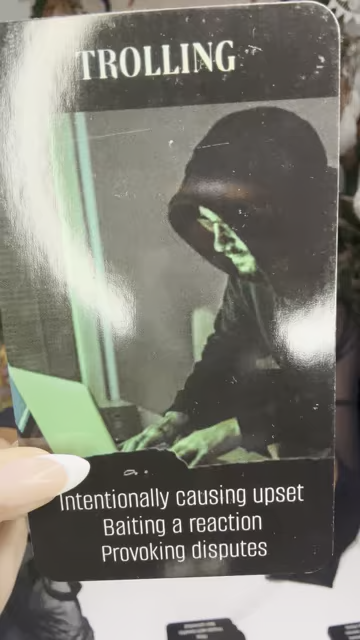 TROLLING
Intentionally causing upset
Baiting a reaction
Provoking disputes